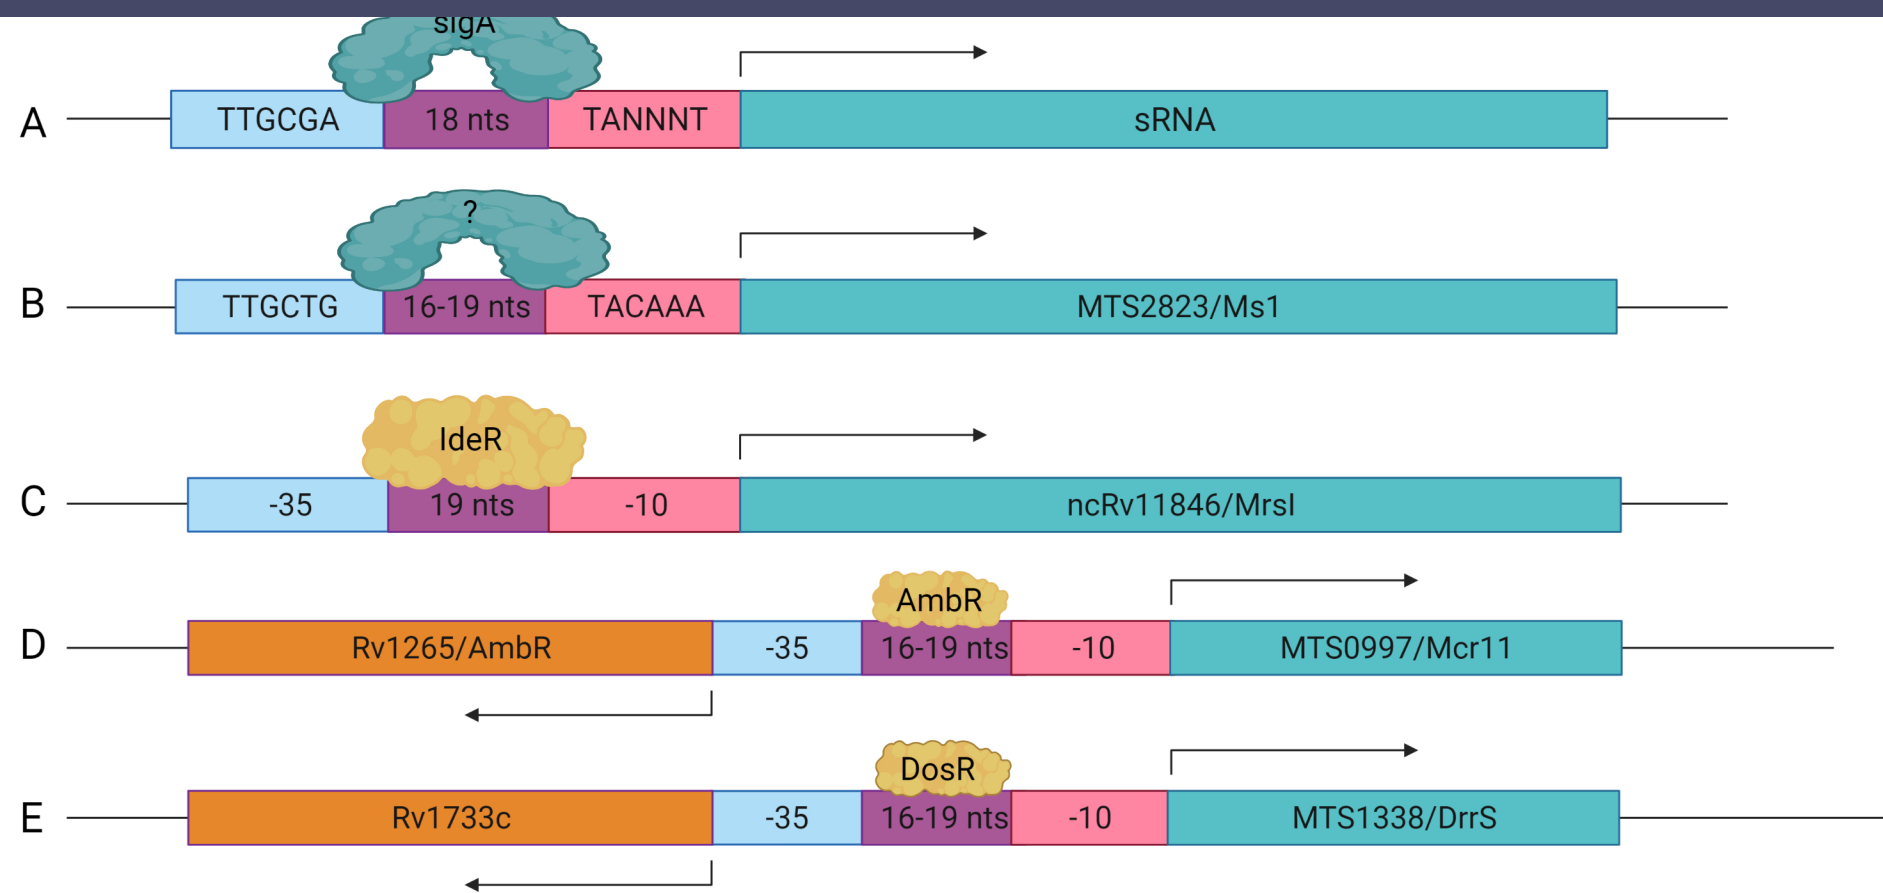 sigA
A TTGCGA 18 nts TANNNT sRNA
?
B TTGCTG 16-19 nts TACAAA MTS2823/Ms1
IdeR
C -35 19 nts -10 ncRv11846/MrsI
AmbR
D Rv1265/AmbR -35 16-19 nts -10 MTS0997/Mcr11
DosR
E Rv1733c -35 16-19 nts -10 MTS1338/DrrS